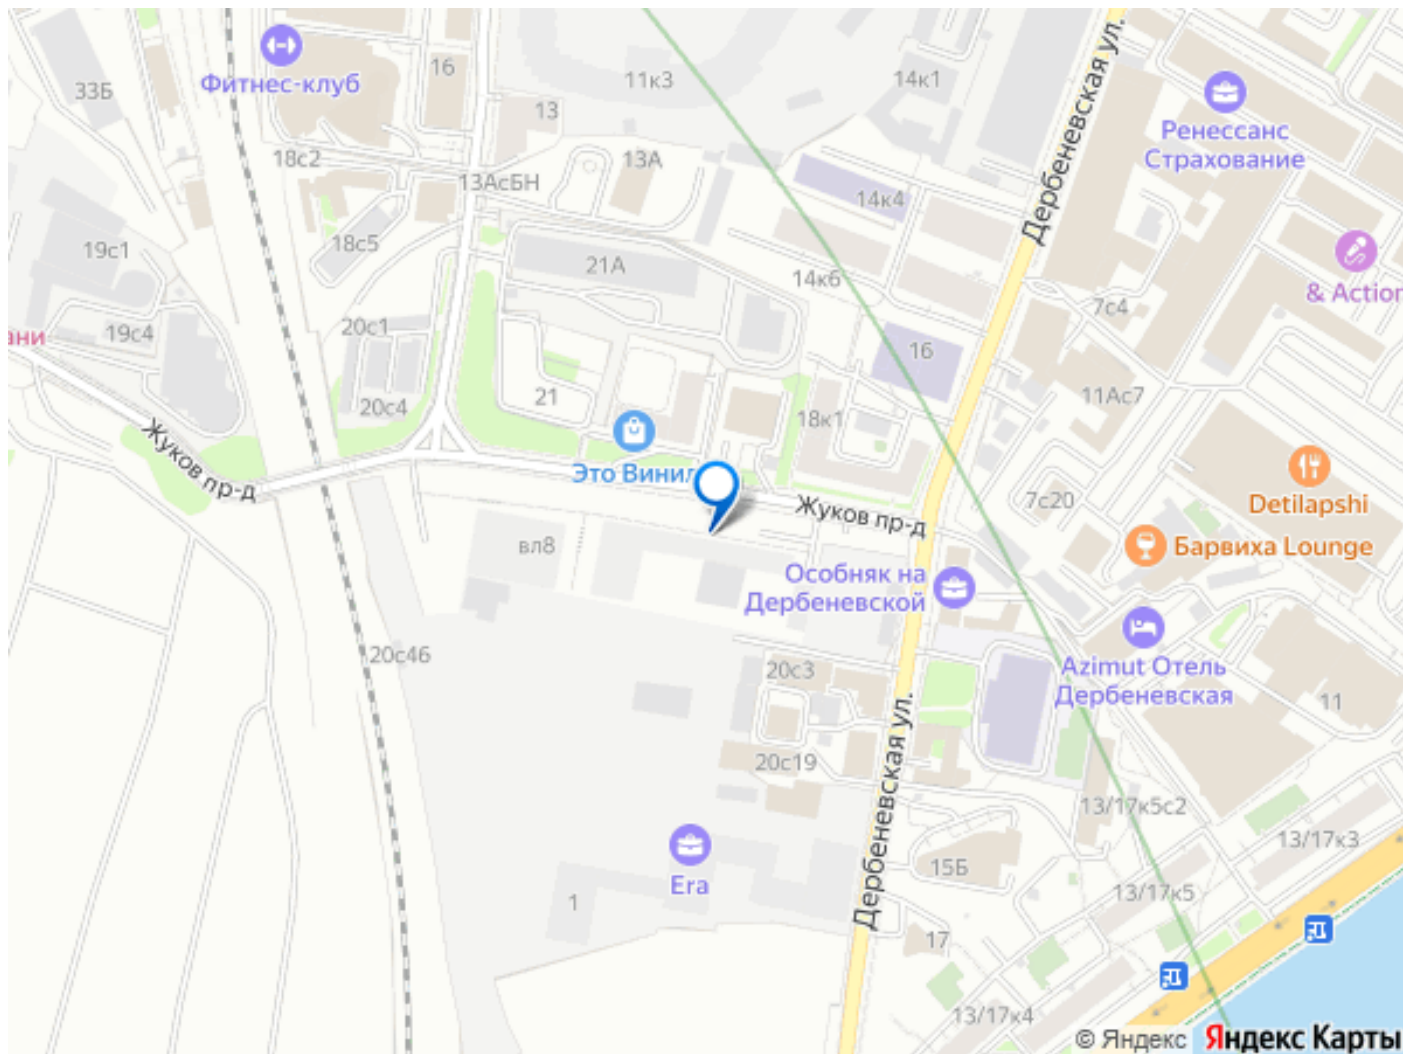 33Б
Фитнес-клуб
16
13
11к3
14к1
Дербеневская ул.
Ренессанс
Страхование
18с2
13АсБН
13А
14к4
19с1
18с5
21А
14к6
7с4
& Action
ани
19с4
20с1
16
20с4
21
18к1
11Ас7
Жуков пр-д
Это Винил
Detilapshi
7с20
Жуков пр-д
вл8
Барвиха Lounge
Особняк на
Дербеневской
20с46
20с3
Azimut Отель
Дербеневская
11
Дербеневская ул.
20с19
13/17к5с2
13/17к3
Era
15Б
13/17к5
1
17
13/17к4
© Яндекс
Яндекс Карты